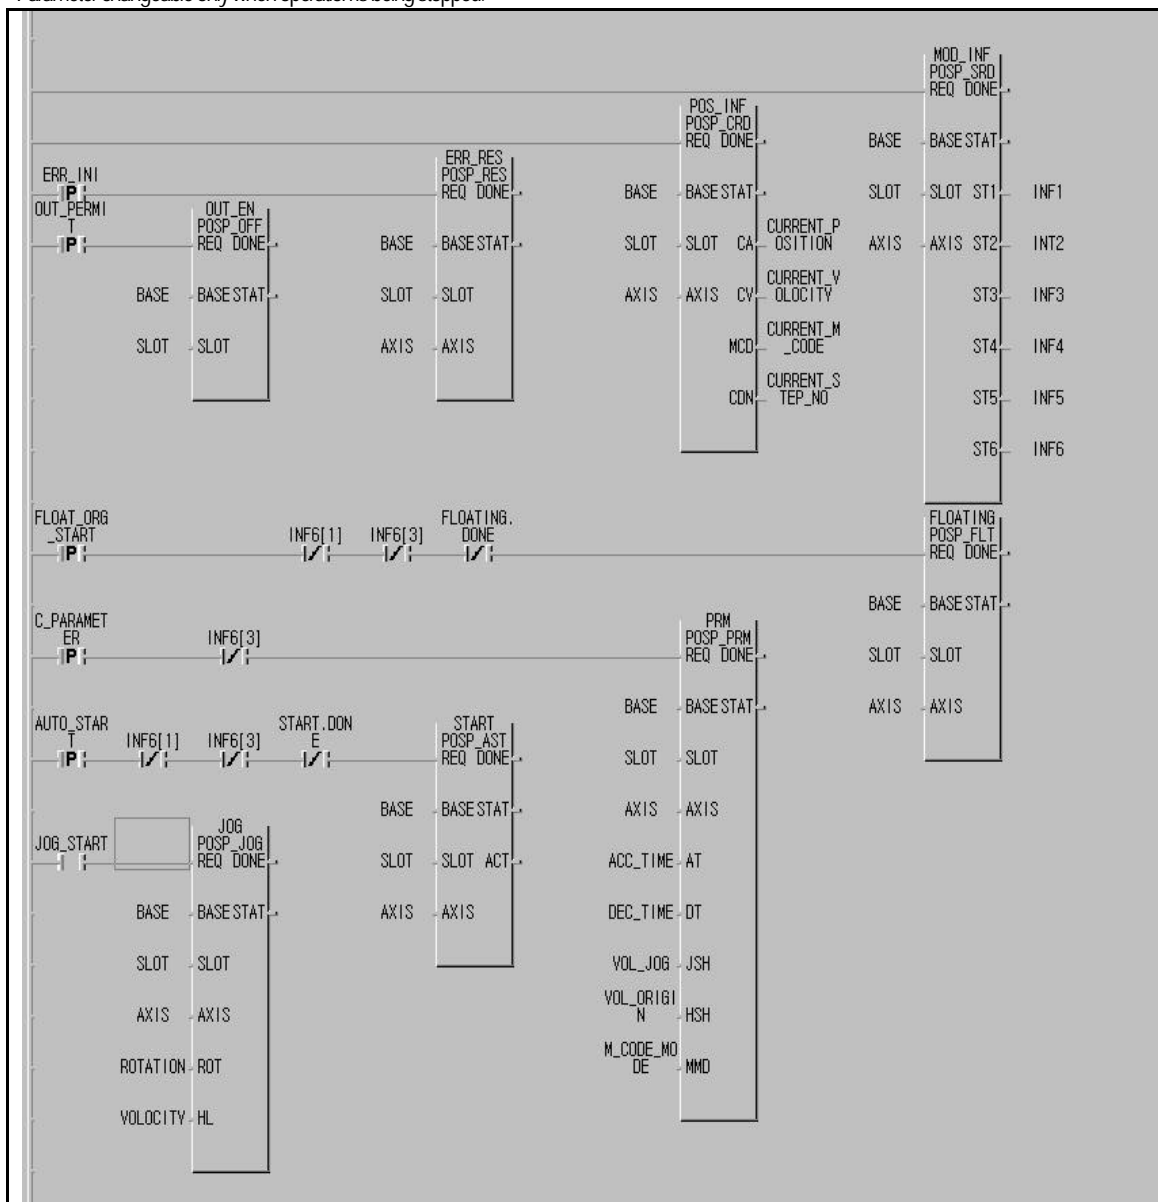 Parameter changeable only when operation is being stopped.
MOD_INF
POSP_SRD
REQ DONE
POS_INF
POSP_CRD
REQ DONE
BASE BASE STAT
ERR_RES
POSP_RES
REQ DONE
ERR_INI
P
BASE BASE STAT
SLOT SLOT ST1 INF1
OUT_PERMI
T
P
OUT_EN
POSP_OFF
REQ DONE
BASE BASE STAT
SLOT SLOT CA
CURRENT_P
OSITION
AXIS AXIS ST2 INT2
BASE BASE STAT
SLOT SLOT
AXIS AXIS CV
CURRENT_V
OLOCITY
ST3 INF3
SLOT SLOT
AXIS AXIS
MCD
CURRENT_M
_CODE
ST4 INF4
CDN
CURRENT_S
TEP_NO
ST5 INF5
ST6 INF6
FLOAT_ORG
_START
P
INF6[1]
INF6[3]
FLOATING.
DONE
FLOATING
POSP_FLT
REQ DONE
BASE BASE STAT
C_PARAMET
ER
P
INF6[3]
PRM
POSP_PRM
REQ DONE
SLOT SLOT
BASE BASE STAT
AXIS AXIS
AUTO_STAR
T
P
INF6[1]
INF6[3]
START.DON
E
START
POSP_AST
REQ DONE
SLOT SLOT
BASE BASE STAT
AXIS AXIS
JOG_START
JOG
POSP_JOG
REQ DONE
SLOT SLOT ACT
ACC_TIME AT
BASE BASE STAT
AXIS AXIS
DEC_TIME DT
SLOT SLOT
VOL_JOG JSH
AXIS AXIS
VOL_ORIGI
N
HSH
ROTATION ROT
M_CODE_MO
DE
MMD
VOLOCITY HL